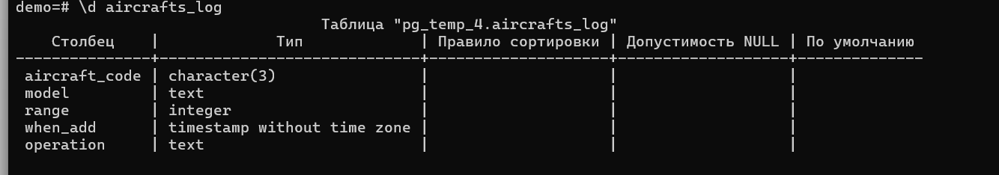 demo=# \d aircrafts_log
Таблица "pg_temp_4.aircrafts_log"
Столбец | Тип | Правило сортировки | Допустимость NULL | По умолчанию
---------------+-----------------------------+--------------------+-------------------+--------------
aircraft_code | character(3) | | |
model | text | | |
range | integer | | |
when_add | timestamp without time zone | | |
operation | text | | |